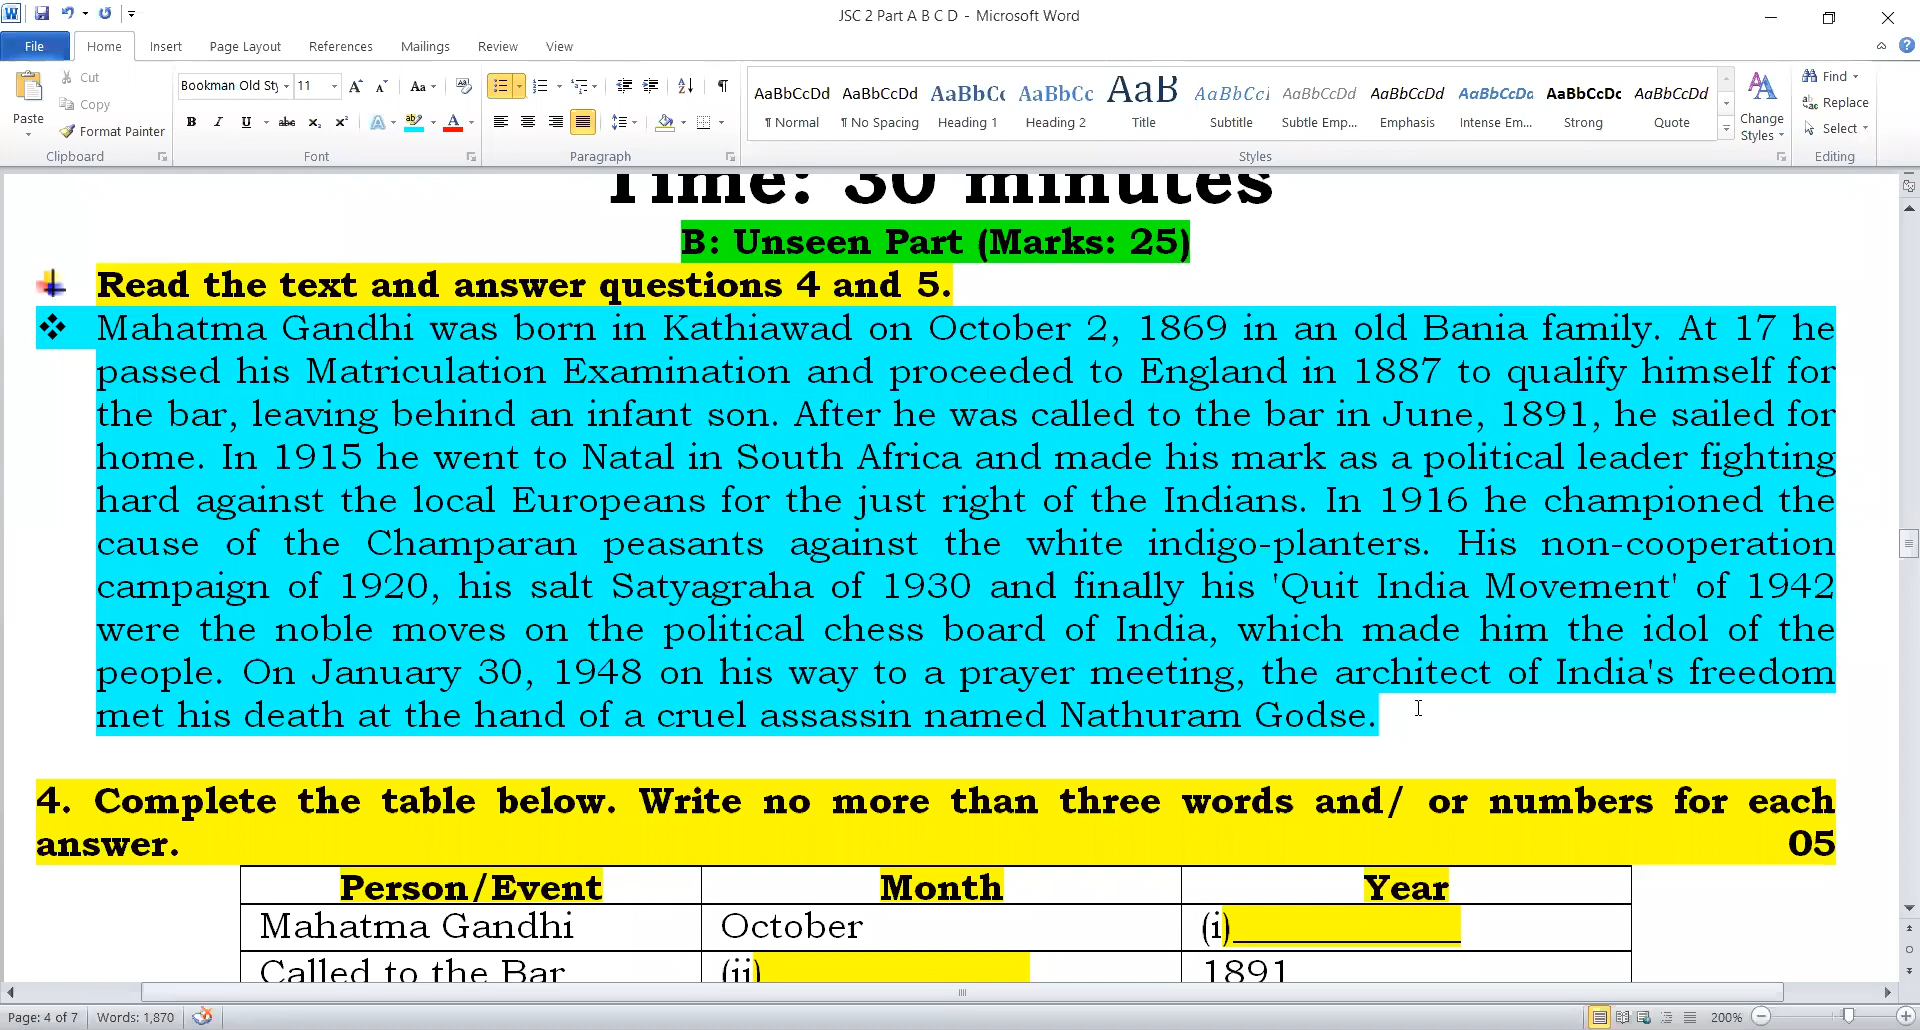 JSC 2 Part A B C D - Microsoft Word
File Home Insert Page Layout References Mailings Review View
Paste
Cut
Copy
Format Painter
Clipboard
Bookman Old Sty 11
Font
Paragraph
AaBbCcDd AaBbCcDd AaBbCc AaBbCc AaB AaBbCcI AaBbCcDd AaBbCcDd AaBbCcDd AaBbCcDc AaBbCcDd
¶ Normal ¶ No Spacing Heading 1 Heading 2 Title Subtitle Subtle Emp... Emphasis Intense Em... Strong Quote
Styles
Change
Styles
Find
Replace
Select
Editing
Time: 30 minutes
B: Unseen Part (Marks: 25)
Read the text and answer questions 4 and 5.
❖ Mahatma Gandhi was born in Kathiawad on October 2, 1869 in an old Bania family. At 17 he
passed his Matriculation Examination and proceeded to England in 1887 to qualify himself for
the bar, leaving behind an infant son. After he was called to the bar in June, 1891, he sailed for
home. In 1915 he went to Natal in South Africa and made his mark as a political leader fighting
hard against the local Europeans for the just right of the Indians. In 1916 he championed the
cause of the Champaran peasants against the white indigo-planters. His non-cooperation
campaign of 1920, his salt Satyagraha of 1930 and finally his 'Quit India Movement' of 1942
were the noble moves on the political chess board of India, which made him the idol of the
people. On January 30, 1948 on his way to a prayer meeting, the architect of India's freedom
met his death at the hand of a cruel assassin named Nathuram Godse.
4. Complete the table below. Write no more than three words and/ or numbers for each
answer. 05
Person/Event Month Year
Mahatma Gandhi October (i)____________
Called to the Bar (ii) 1891
Page: 4 of 7 Words: 1,870 200%